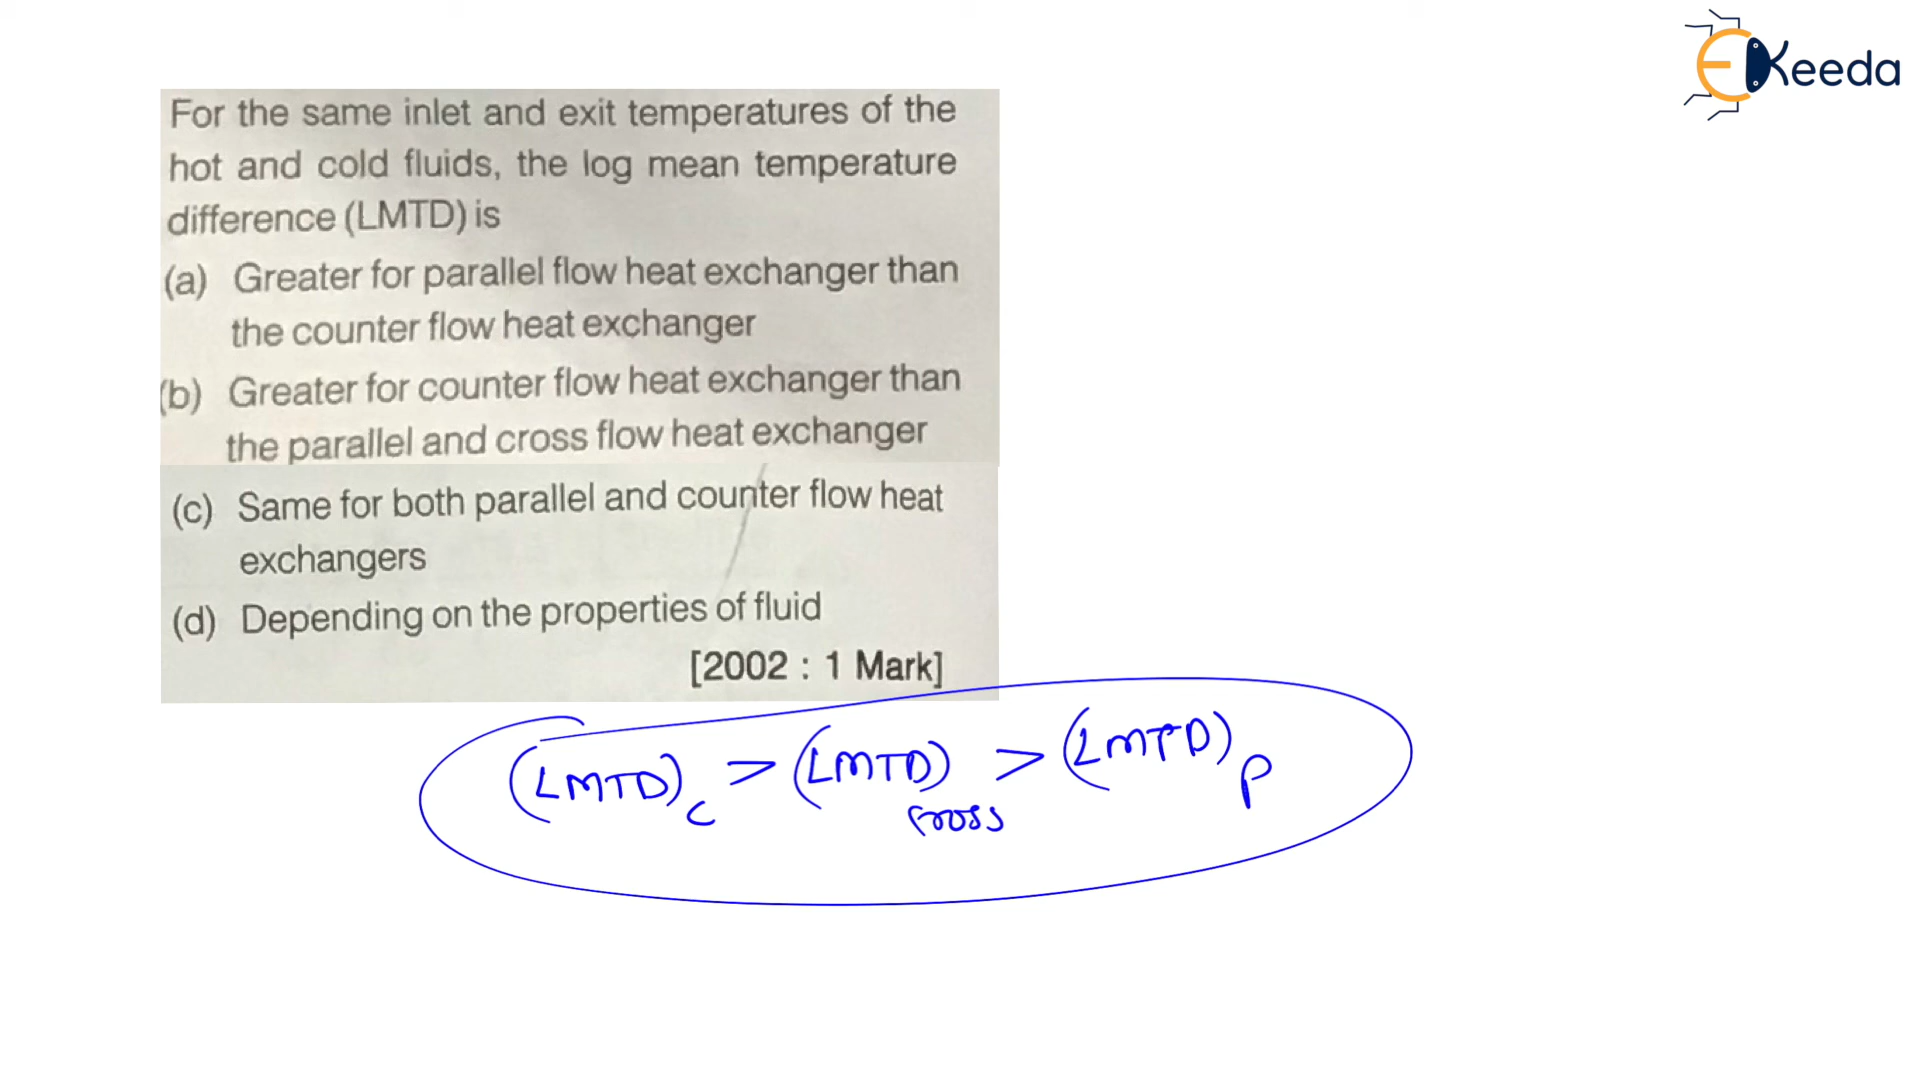 EKeeda
For the same inlet and exit temperatures of the
hot and cold fluids, the log mean temperature
difference (LMTD) is
(a) Greater for parallel flow heat exchanger than
the counter flow heat exchanger
(b) Greater for counter flow heat exchanger than
the parallel and cross flow heat exchanger
(c) Same for both parallel and counter flow heat
exchangers
(d) Depending on the properties of fluid
[2002 : 1 Mark]
(LMTD)c > (LMTD)cross > (LMTD)p